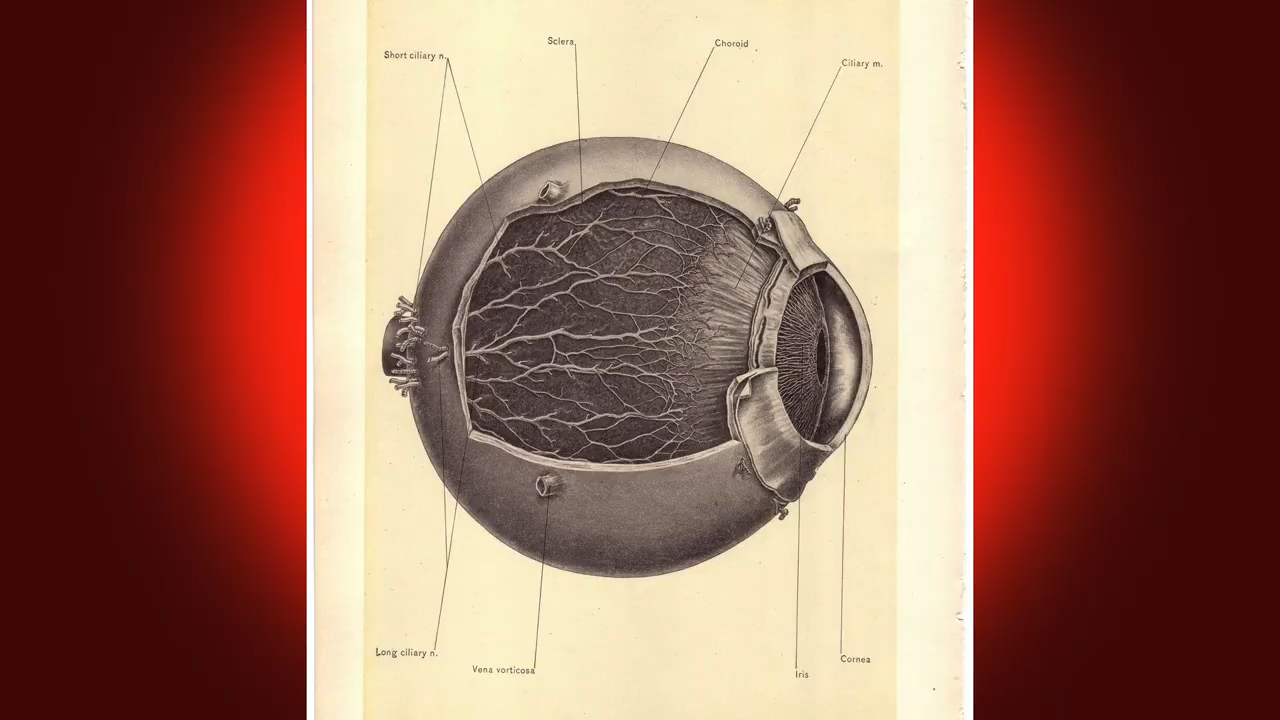 Sclera
Choroid
Short ciliary n.
Ciliary m.
Long ciliary n.
Cornea
Vena vorticosa
Iris